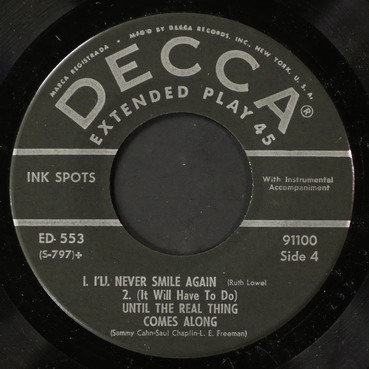 MARCA REGISTRADA • MF'D BY DECCA RECORDS, INC., NEW YORK, U.S.A.
DECCA®
EXTENDED PLAY 45
INK SPOTS
With Instrumental
Accompaniment
ED- 553
(S-797)✢
91100
Side 4
1. I'LL NEVER SMILE AGAIN (Ruth Lowe)
2. (It Will Have To Do)
UNTIL THE REAL THING
COMES ALONG
(Sammy Cahn-Saul Chaplin-L. E. Freeman)